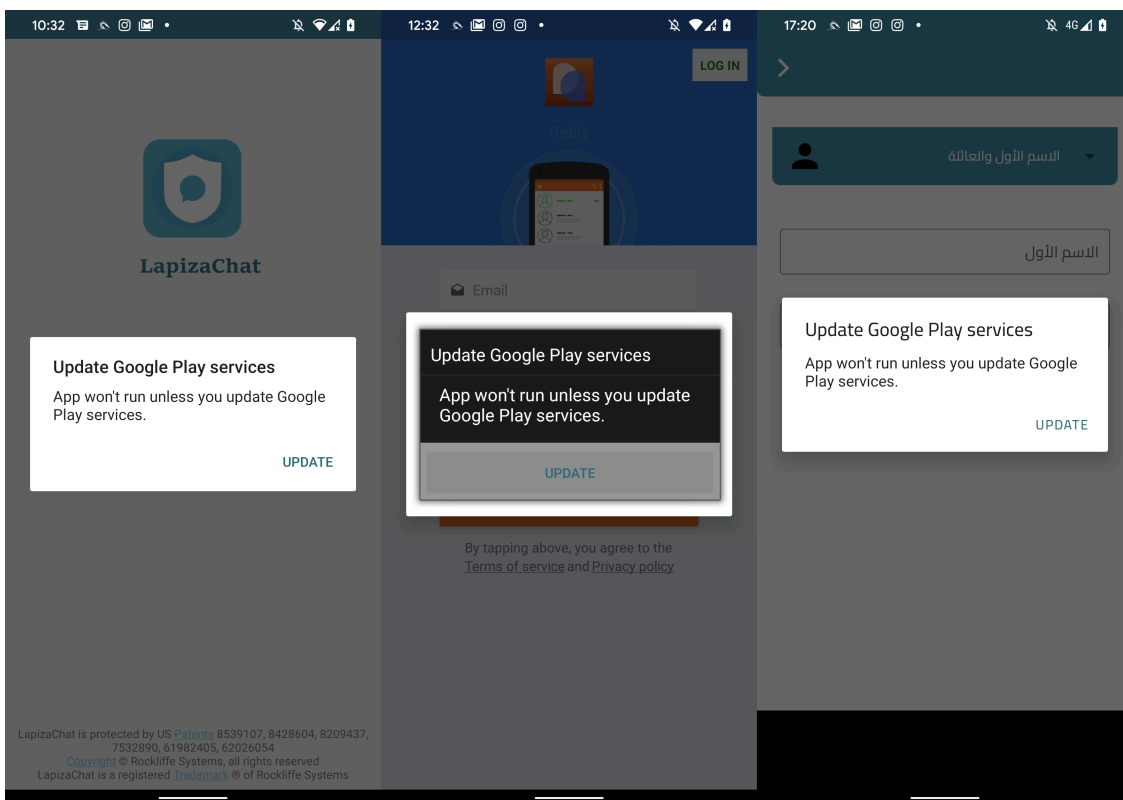 10:32
LapizaChat
Update Google Play services
App won't run unless you update Google
Play services.
UPDATE
LapizaChat is protected by US Patents 8539107, 8428604, 8209437,
7532890, 61982405, 62026054
Copyright © Rockliffe Systems, all rights reserved
LapizaChat is a registered Trademark ® of Rockliffe Systems
12:32
LOG IN
Rebly
Email
Update Google Play services
App won't run unless you update
Google Play services.
UPDATE
By tapping above, you agree to the
Terms of service and Privacy policy
17:20
4G
الاسم الأول والعائلة
الاسم الأول
Update Google Play services
App won't run unless you update Google
Play services.
UPDATE